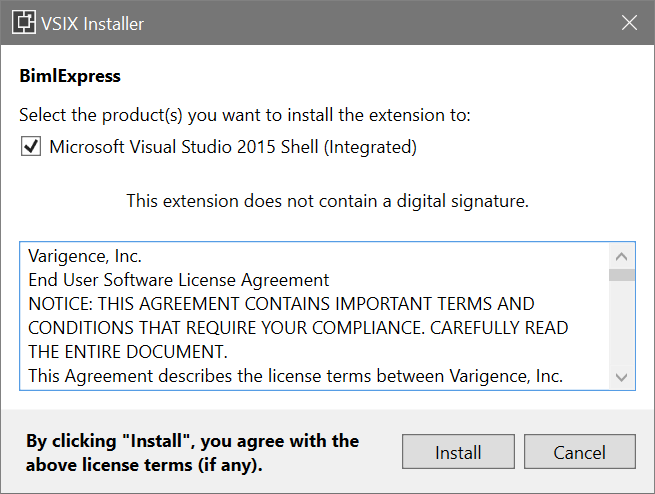 VSIX Installer
BimlExpress
Select the product(s) you want to install the extension to:
Microsoft Visual Studio 2015 Shell (Integrated)
This extension does not contain a digital signature.
Varigence, Inc.
End User Software License Agreement
NOTICE: THIS AGREEMENT CONTAINS IMPORTANT TERMS AND
CONDITIONS THAT REQUIRE YOUR COMPLIANCE. CAREFULLY READ
THE ENTIRE DOCUMENT.
This Agreement describes the license terms between Varigence, Inc.
By clicking "Install", you agree with the
above license terms (if any).
Install
Cancel